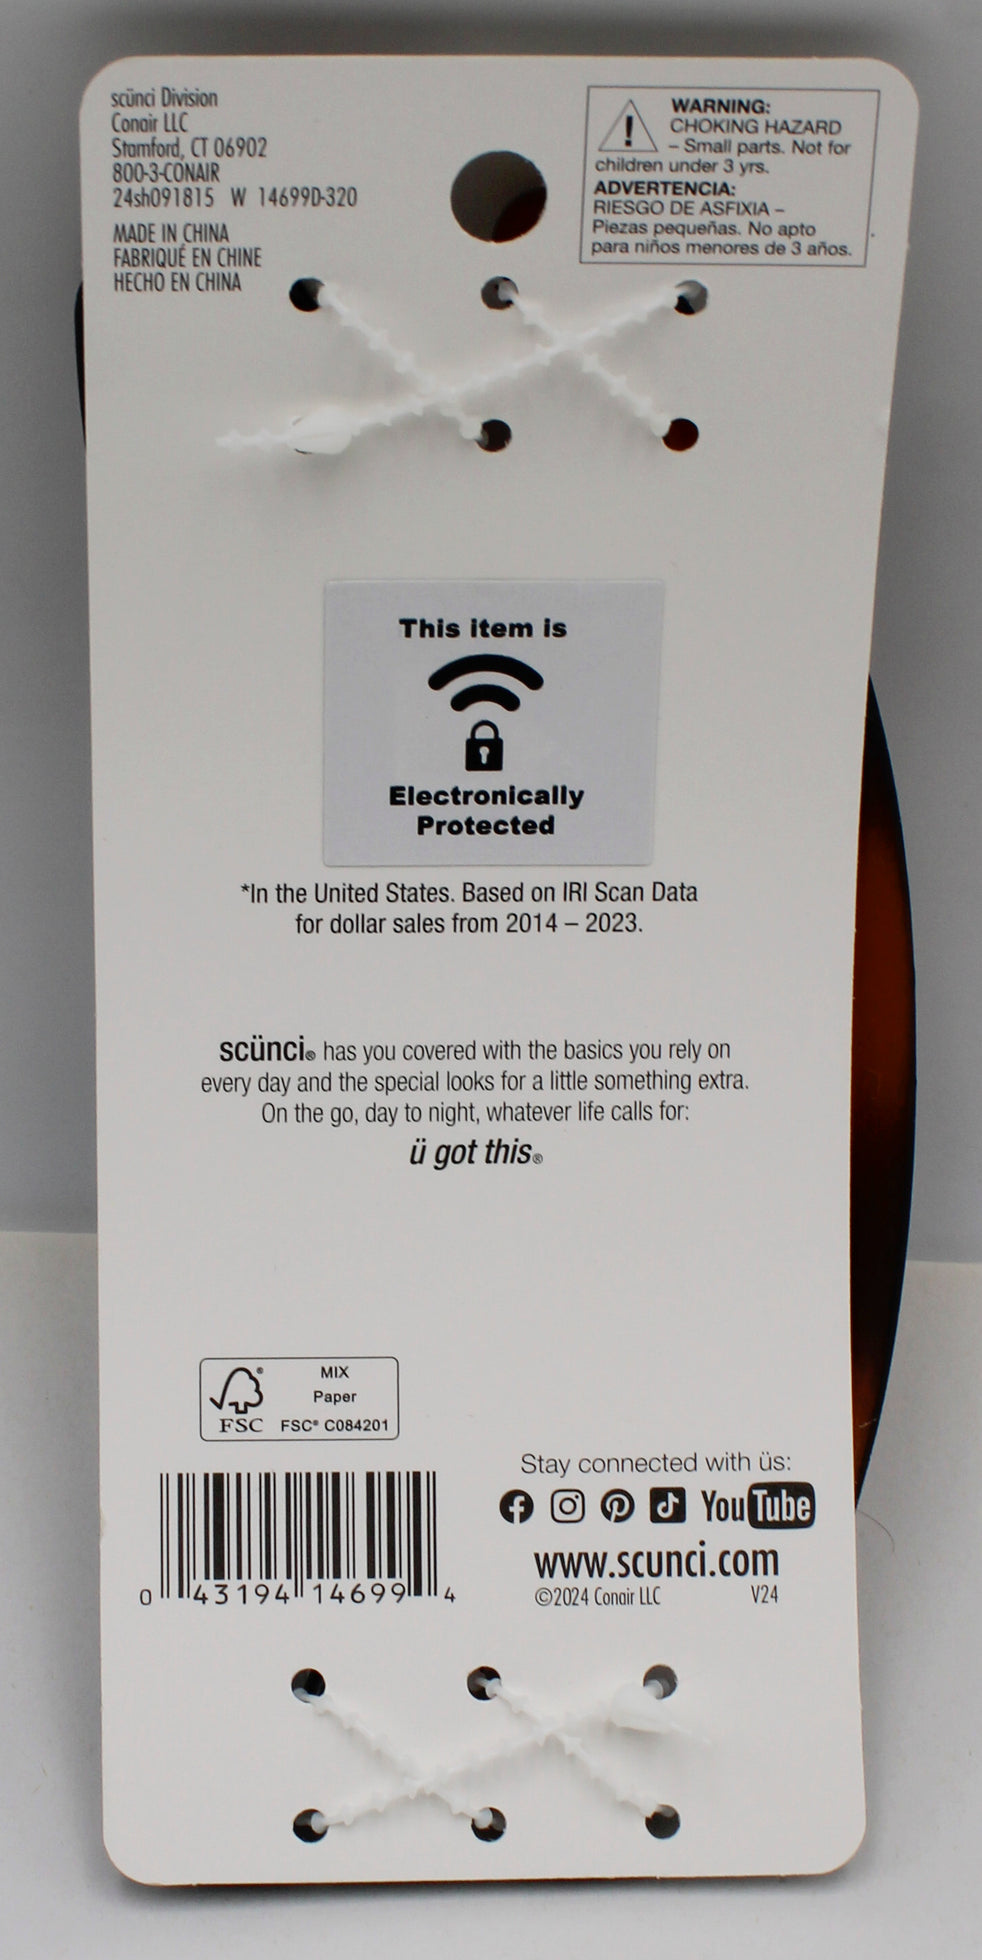 scünci Division
Conair LLC
Stamford, CT 06902
800-3-CONAIR
24sh091815 W 14699D-320
MADE IN CHINA
FABRIQUÉ EN CHINE
HECHO EN CHINA
WARNING:
CHOKING HAZARD
– Small parts. Not for
children under 3 yrs.
ADVERTENCIA:
RIESGO DE ASFIXIA –
Piezas pequeñas. No apto
para niños menores de 3 años.
This item is
Electronically
Protected
*In the United States. Based on IRI Scan Data
for dollar sales from 2014 – 2023.
scünci® has you covered with the basics you rely on
every day and the special looks for a little something extra.
On the go, day to night, whatever life calls for:
ü got this®
MIX
Paper
FSC® C084201
FSC
Stay connected with üs:
YouTube
www.scunci.com
©2024 Conair LLC V24
0 43194 14699 4